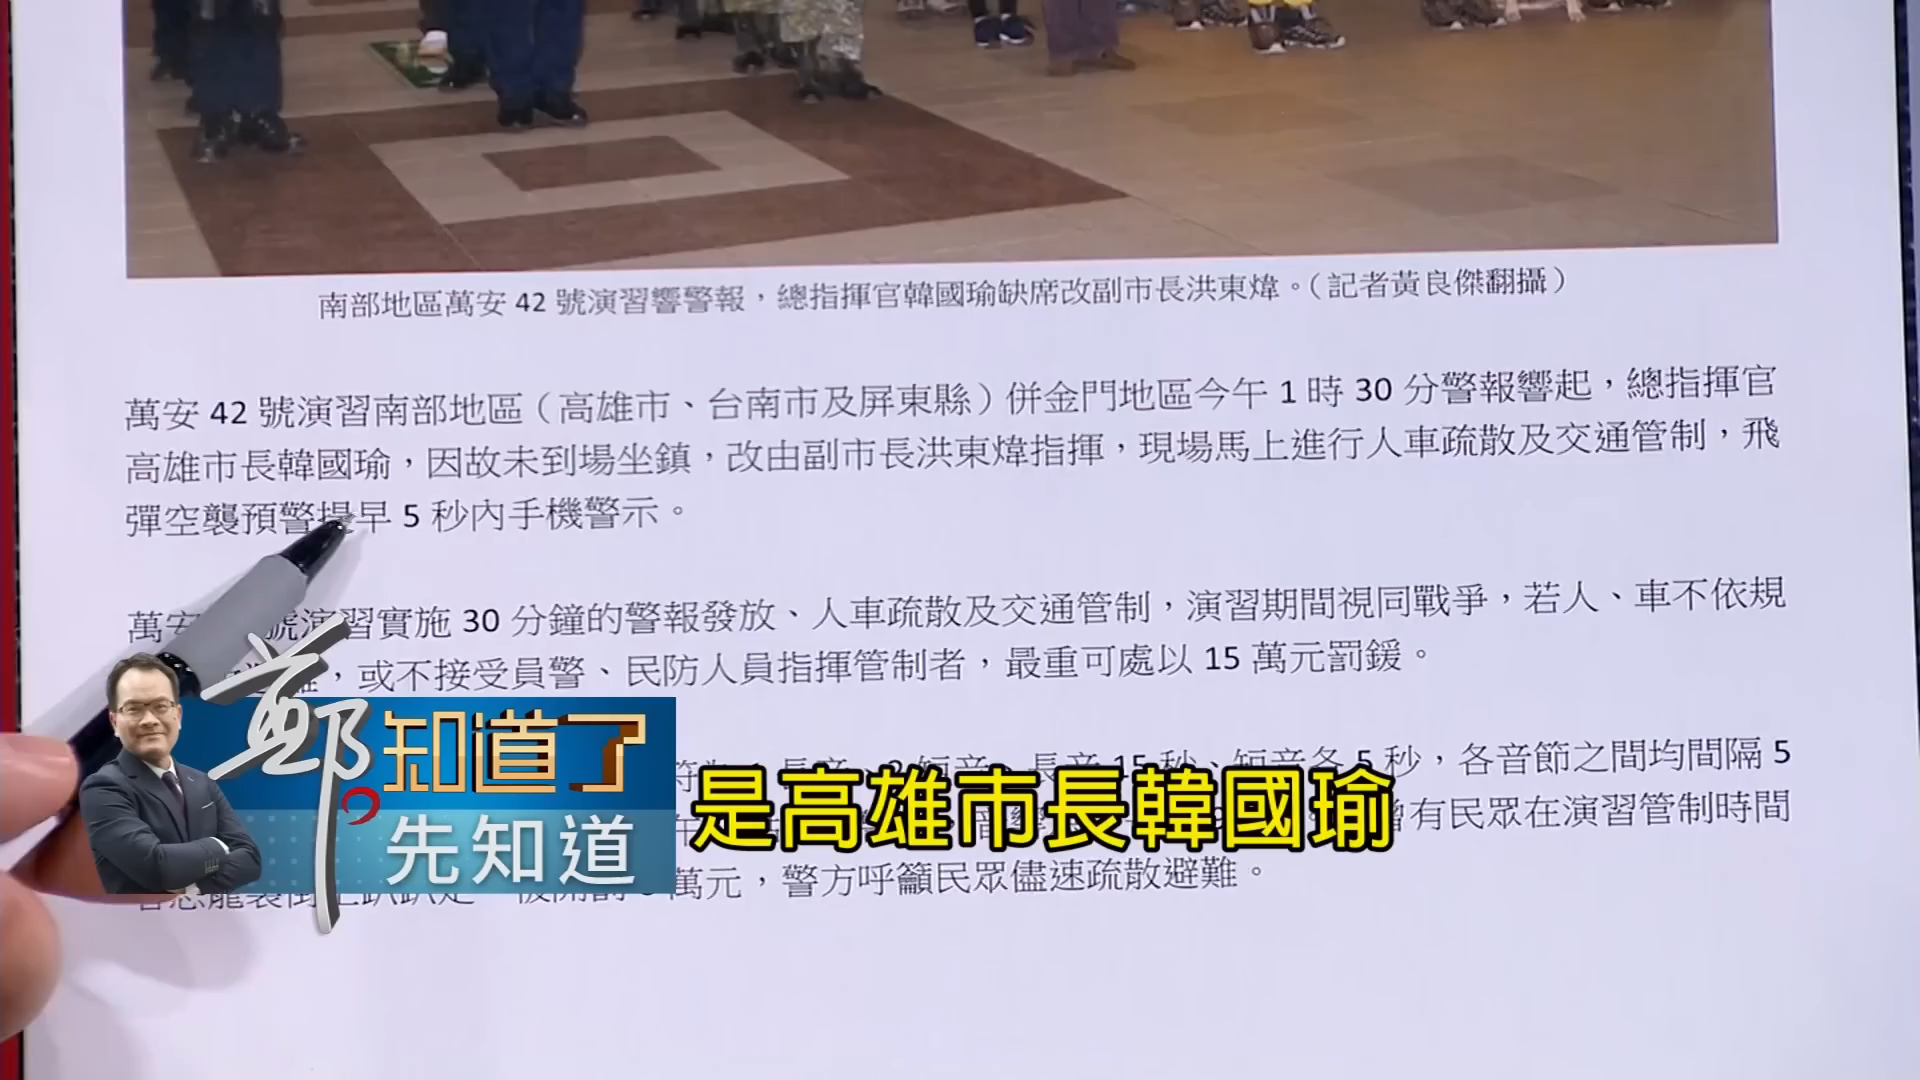 南部地區萬安 42 號演習響警報，總指揮官韓國瑜缺席改副市長洪東煒。（記者黃良傑翻攝）
萬安 42 號演習南部地區（高雄市、台南市及屏東縣）併金門地區今午 1 時 30 分警報響起，總指揮官
高雄市長韓國瑜，因故未到場坐鎮，改由副市長洪東煒指揮，現場馬上進行人車疏散及交通管制，飛
彈空襲預警提早 5 秒內手機警示。
萬安 號演習實施 30 分鐘的警報發放、人車疏散及交通管制，演習期間視同戰爭，若人、車不依規
，或不接受員警、民防人員指揮管制者，最重可處以 15 萬元罰鍰。
長音 15 秒、短音各 5 秒，各音節之間均間隔 5
曾有民眾在演習管制時間
萬元，警方呼籲民眾儘速疏散避難。
鄭知道了
先知道
是高雄市長韓國瑜